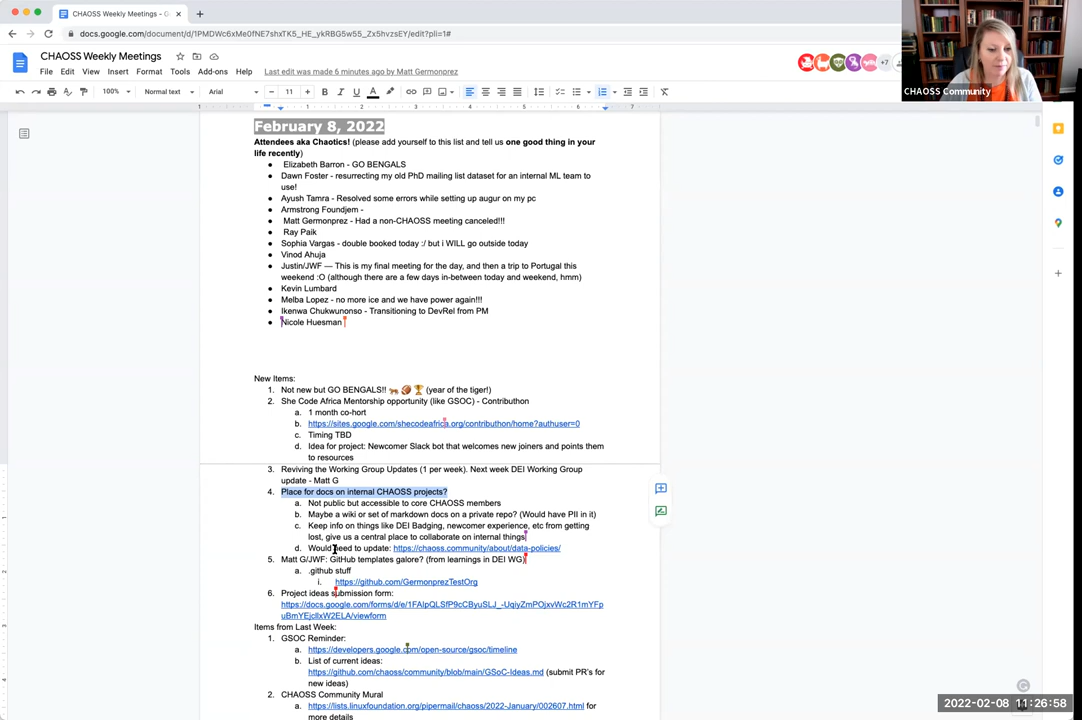 CHAOSS Weekly Meetings - G
docs.google.com/document/d/1PMDWc6xMe0fNE7shxTK5_HE_ykRBG5w55_Zx5hvzsEY/edit?pli=1#
CHAOSS Weekly Meetings
File Edit View Insert Format Tools Add-ons Help Last edit was made 6 minutes ago by Matt Germonprez
+7
CHAOSS Community
100% Normal text Arial 11
February 8, 2022
Attendees aka Chaotics! (please add yourself to this list and tell us one good thing in your
life recently)
● Elizabeth Barron - GO BENGALS
● Dawn Foster - resurrecting my old PhD mailing list dataset for an internal ML team to
use!
● Ayush Tamra - Resolved some errors while setting up augur on my pc
● Armstrong Foundjem -
● Matt Germonprez - Had a non-CHAOSS meeting canceled!!!
● Ray Paik
● Sophia Vargas - double booked today :/ but i WILL go outside today
● Vinod Ahuja
● Justin/JWF — This is my final meeting for the day, and then a trip to Portugal this
weekend :O (although there are a few days in-between today and weekend, hmm)
● Kevin Lumbard
● Melba Lopez - no more ice and we have power again!!!
● Ikenwa Chukwunonso - Transitioning to DevRel from PM
● Nicole Huesman
New Items:
1. Not new but GO BENGALS!! 🐅 🏈 🏆 (year of the tiger!)
2. She Code Africa Mentorship opportunity (like GSOC) - Contributhon
a. 1 month co-hort
b. https://sites.google.com/shecodeafrica.org/contributhon/home?authuser=0
c. Timing TBD
d. Idea for project: Newcomer Slack bot that welcomes new joiners and points them
to resources
3. Reviving the Working Group Updates (1 per week). Next week DEI Working Group
update - Matt G
4. Place for docs on internal CHAOSS projects?
a. Not public but accessible to core CHAOSS members
b. Maybe a wiki or set of markdown docs on a private repo? (Would have PII in it)
c. Keep info on things like DEI Badging, newcomer experience, etc from getting
lost, give us a central place to collaborate on internal things
d. Would need to update: https://chaoss.community/about/data-policies/
5. Matt G/JWF: GitHub templates galore? (from learnings in DEI WG)
a. .github stuff
i. https://github.com/GermonprezTestOrg
6. Project ideas submission form:
https://docs.google.com/forms/d/e/1FAIpQLSfP9cCByuSLJ_-UqiyZmPOjxvWc2R1mYFp
uBmYEjclIxW2ELA/viewform
Items from Last Week:
1. GSOC Reminder:
a. https://developers.google.com/open-source/gsoc/timeline
b. List of current ideas:
https://github.com/chaoss/community/blob/main/GSoC-Ideas.md (submit PR's for
new ideas)
2. CHAOSS Community Mural
a. https://lists.linuxfoundation.org/pipermail/chaoss/2022-January/002607.html for
more details
2022-02-08 11:26:58